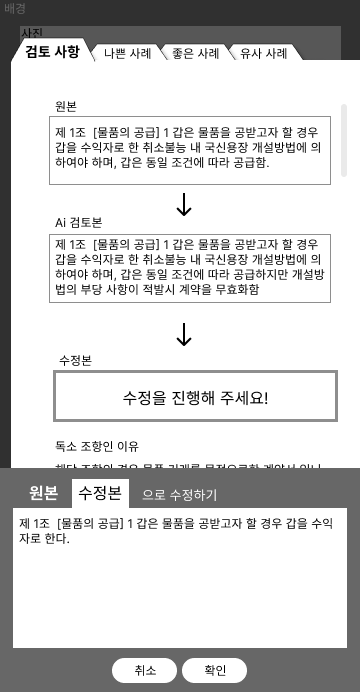 배경
사진
검토 사항 나쁜 사례 좋은 사례 유사 사례
원본
제 1조 [물품의 공급] 1 갑은 물품을 공받고자 할 경우
갑을 수익자로 한 취소불능 내 국신용장 개설방법에 의
하여야 하며, 갑은 동일 조건에 따라 공급함.
Ai 검토본
제 1조 [물품의 공급] 1 갑은 물품을 공받고자 할 경우
갑을 수익자로 한 취소불능 내 국신용장 개설방법에 의
하여야 하며, 갑은 동일 조건에 따라 공급하지만 개설방
법의 부당 사항이 적발시 계약을 무효화함
수정본
수정을 진행해 주세요!
독소 조항인 이유
원본 수정본 으로 수정하기
제 1조 [물품의 공급] 1 갑은 물품을 공받고자 할 경우 갑을 수익
자로 한다.
취소 확인